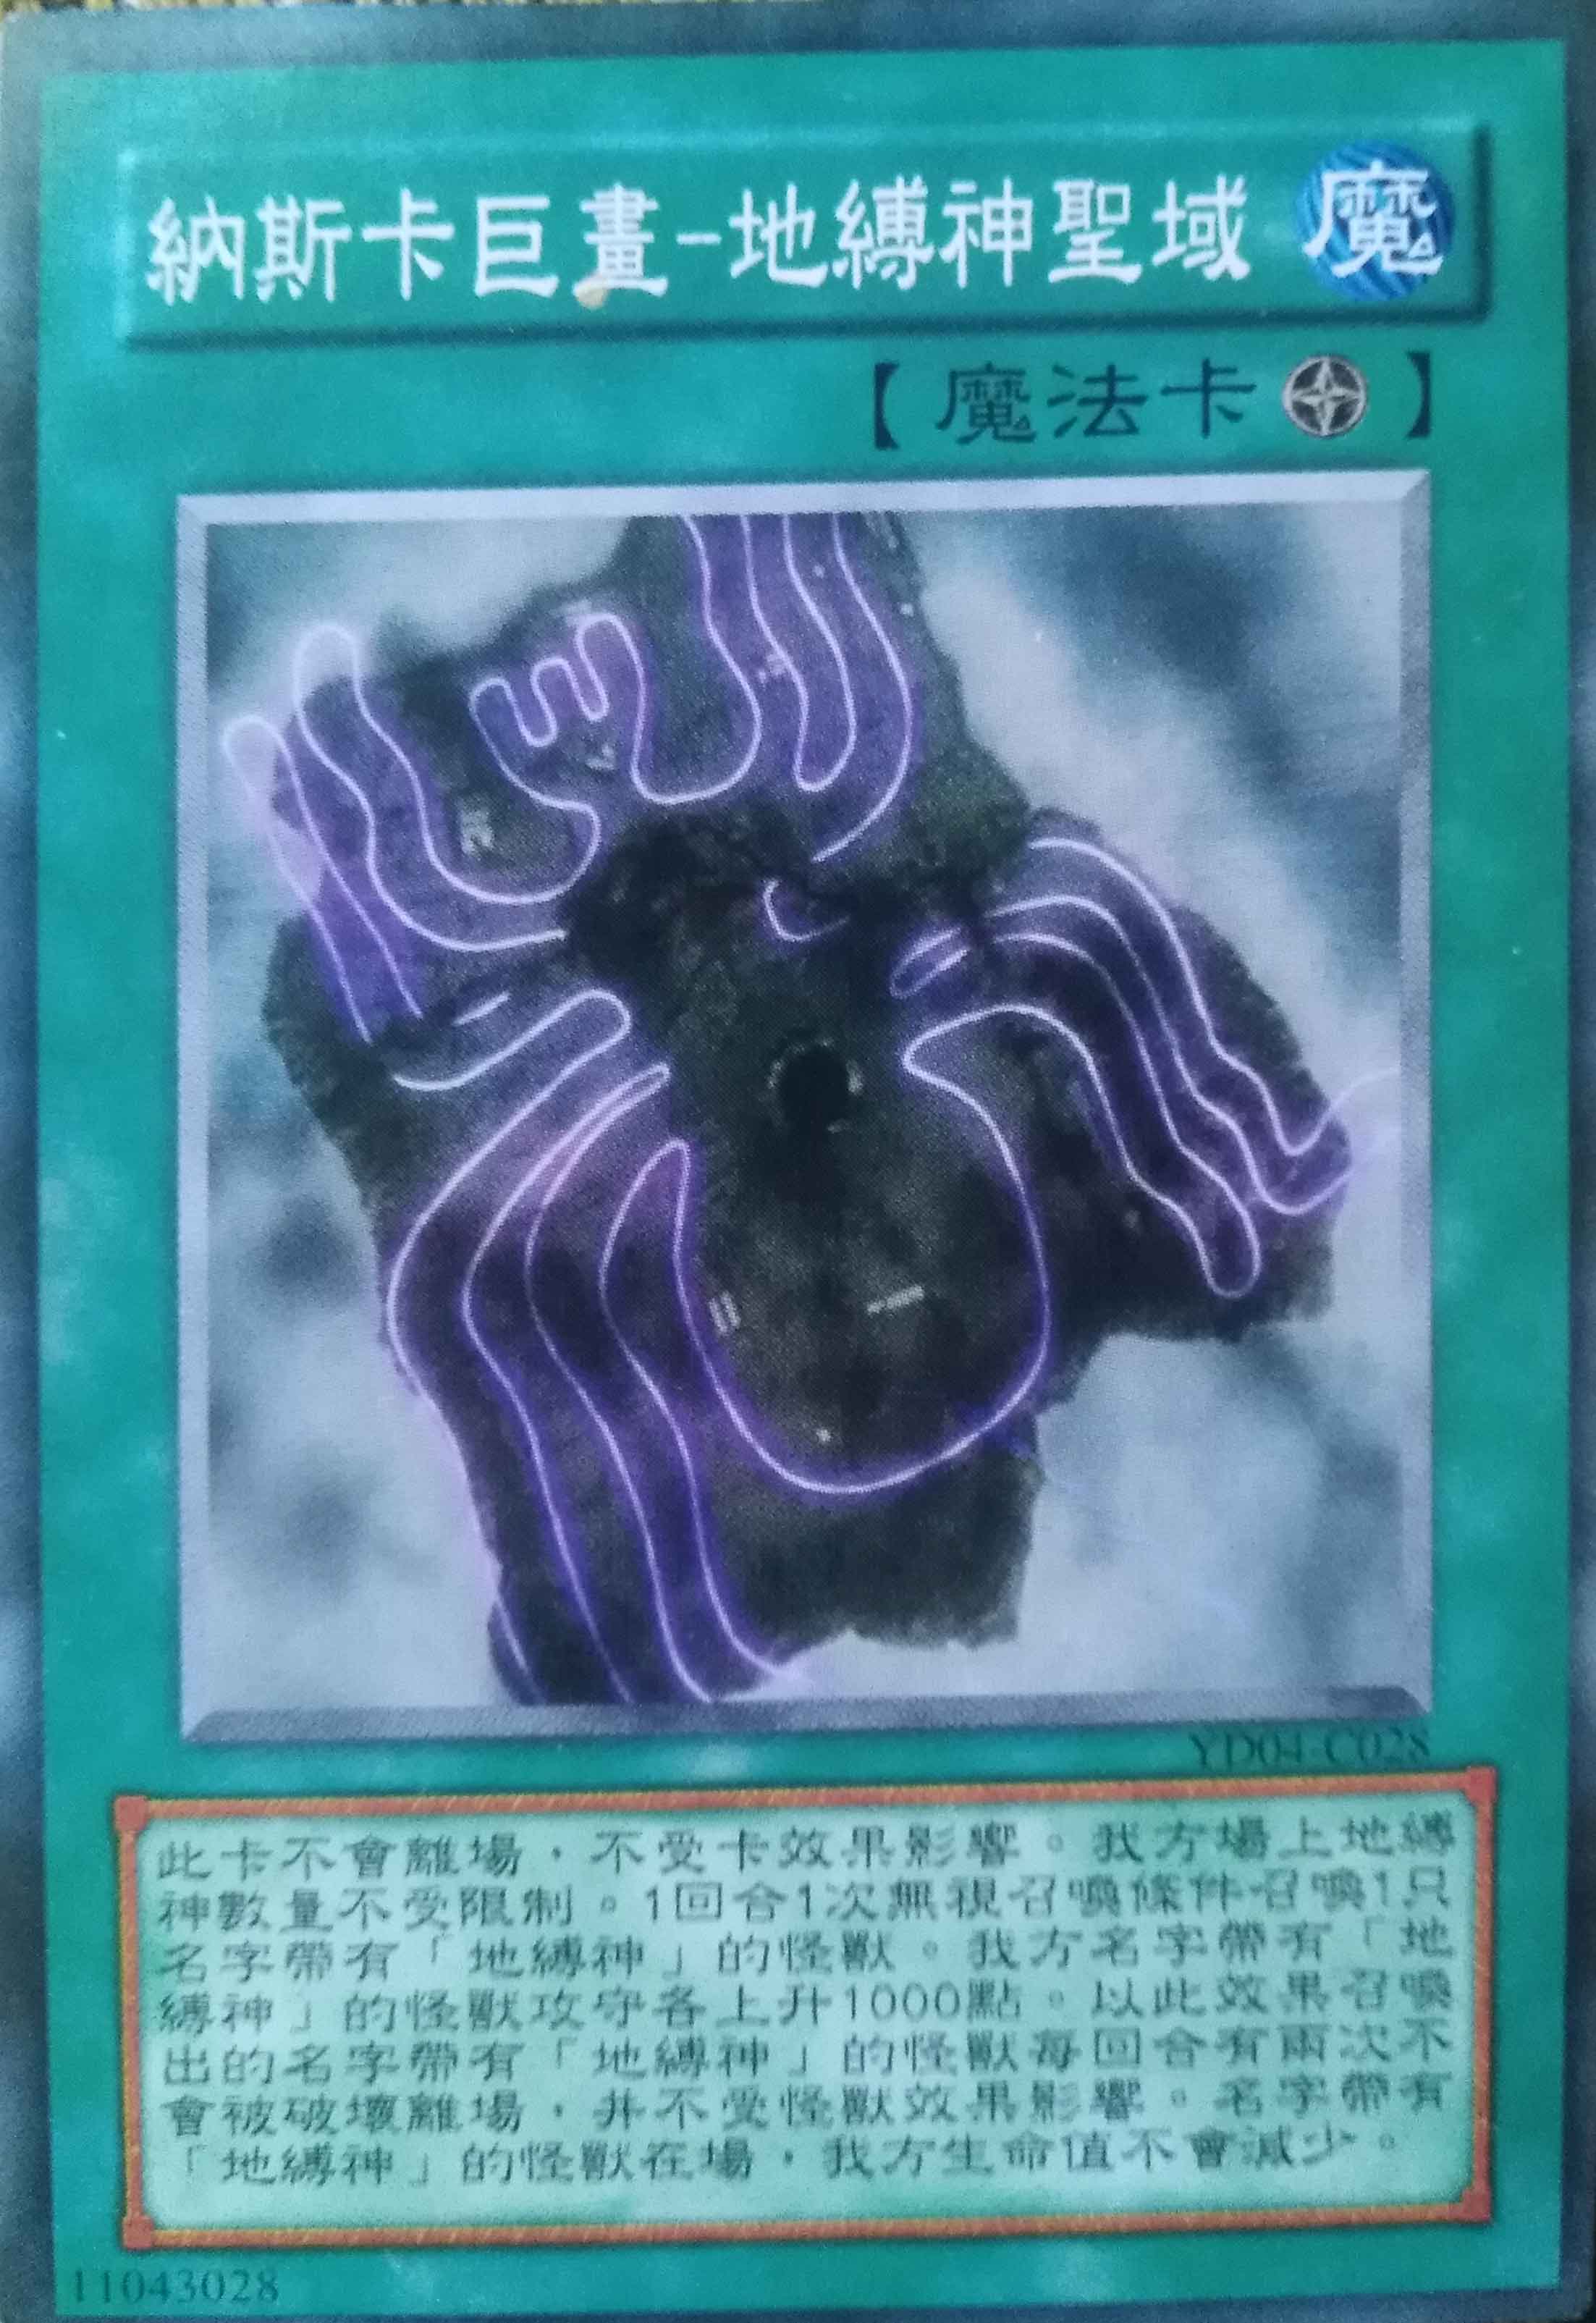 納斯卡巨畫-地縛神聖域 魔
【魔法卡】
YD04-C028
此卡不會離場，不受卡效果影響。我方場上地縛
神數量不受限制。1回合1次無視召喚條件召喚1只
名字帶有「地縛神」的怪獸。我方名字帶有「地
縛神」的怪獸攻守各上升1000點。以此效果召喚
出的名字帶有「地縛神」的怪獸每回合有兩次不
會被破壞離場，并不受怪獸效果影響。名字帶有
「地縛神」的怪獸在場，我方生命值不會減少。
11043028